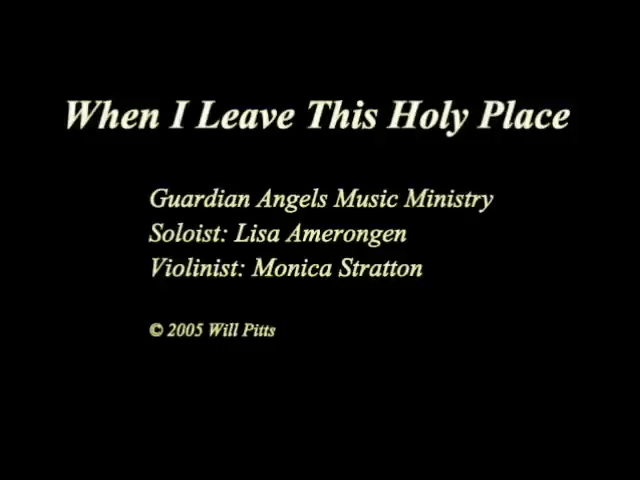 When I Leave This Holy Place
Guardian Angels Music Ministry
Soloist: Lisa Amerongen
Violinist: Monica Stratton
© 2005 Will Pitts